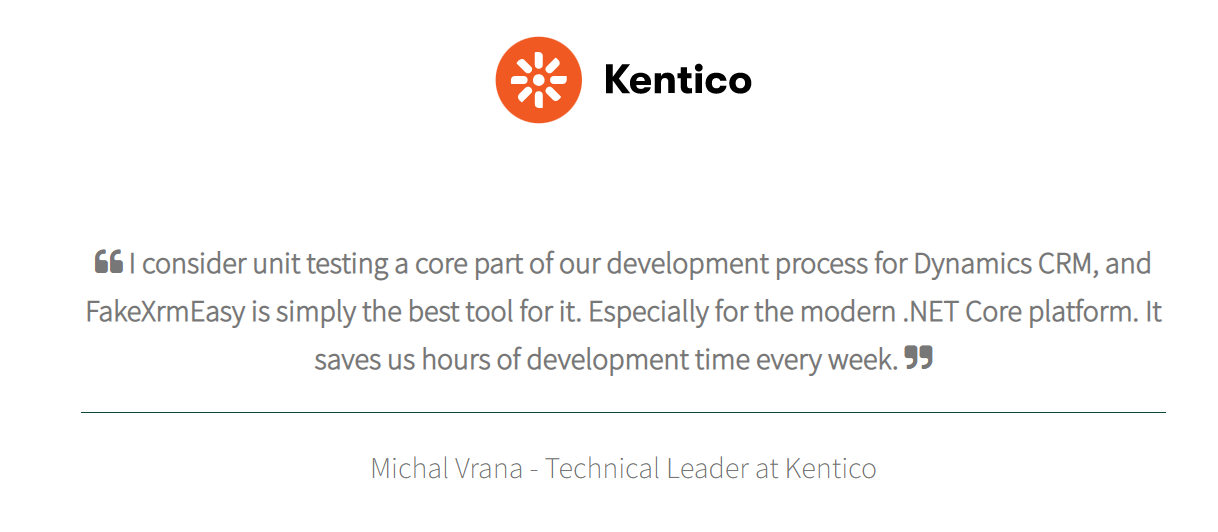 Kentico
❝ I consider unit testing a core part of our development process for Dynamics CRM, and
FakeXrmEasy is simply the best tool for it. Especially for the modern .NET Core platform. It
saves us hours of development time every week. ❞
Michal Vrana - Technical Leader at Kentico